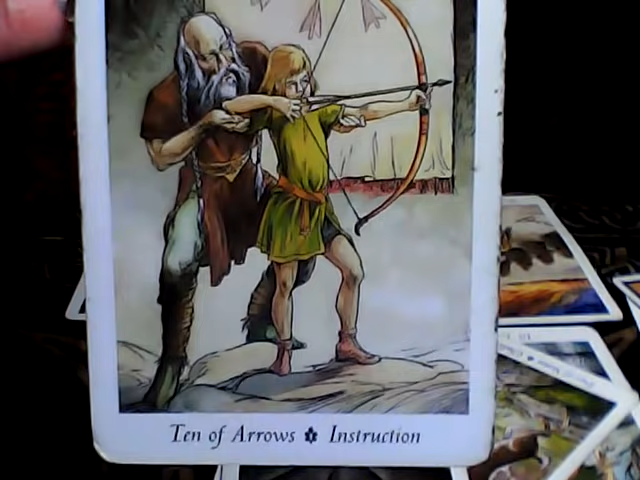 Ten of Arrows ✽ Instruction